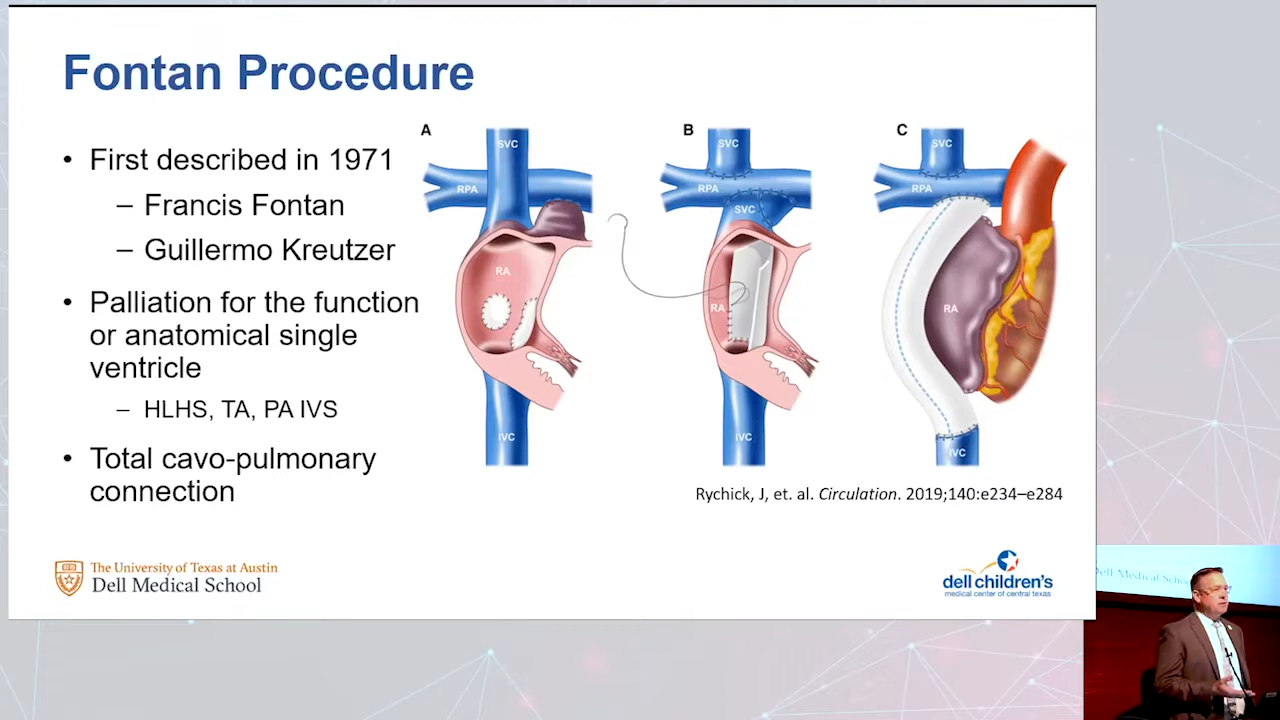 Fontan Procedure
• First described in 1971
– Francis Fontan
– Guillermo Kreutzer
• Palliation for the function
or anatomical single
ventricle
– HLHS, TA, PA IVS
• Total cavo-pulmonary
connection
A
SVC
RPA
RA
IVC
B
SVC
RPA
SVC
RA
IVC
C
SVC
RPA
RA
IVC
Rychick, J, et. al. Circulation. 2019;140:e234–e284
The University of Texas at Austin
Dell Medical School
dell children's
medical center of central texas
Dell Medical Scho